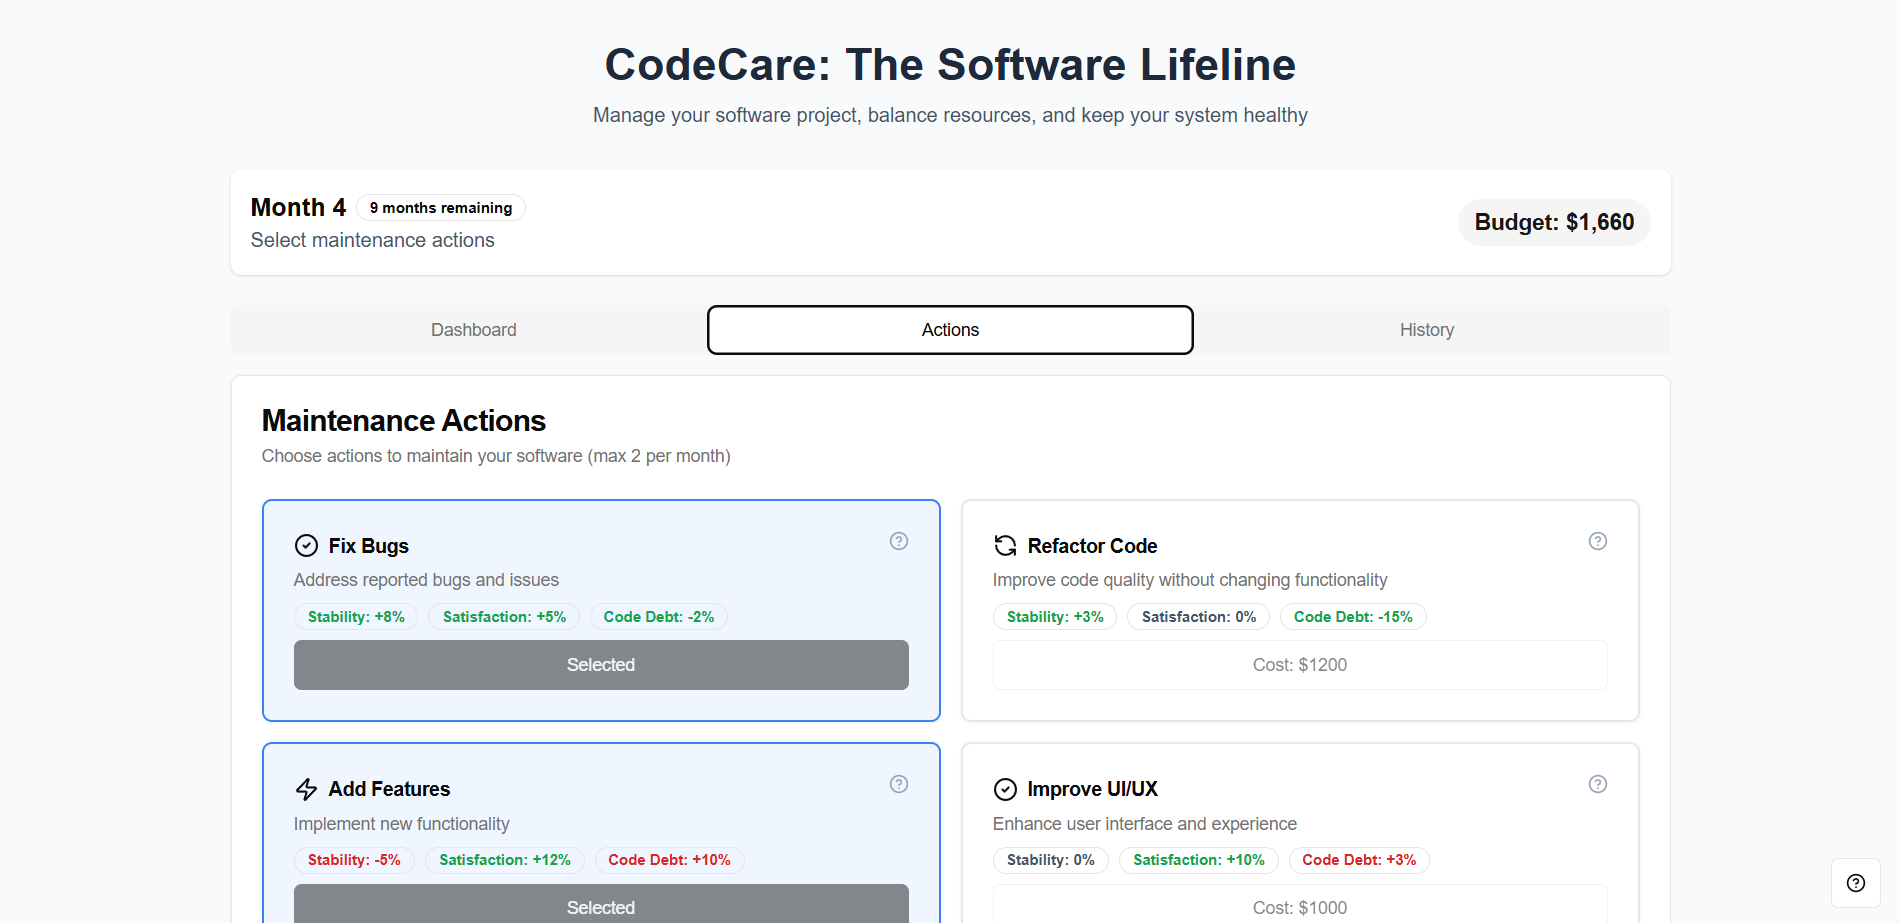 CodeCare: The Software Lifeline
Manage your software project, balance resources, and keep your system healthy
Month 4 9 months remaining
Select maintenance actions
Budget: $1,660
Dashboard Actions History
Maintenance Actions
Choose actions to maintain your software (max 2 per month)
Fix Bugs
Address reported bugs and issues
Stability: +8% Satisfaction: +5% Code Debt: -2%
Selected
Refactor Code
Improve code quality without changing functionality
Stability: +3% Satisfaction: 0% Code Debt: -15%
Cost: $1200
Add Features
Implement new functionality
Stability: -5% Satisfaction: +12% Code Debt: +10%
Selected
Improve UI/UX
Enhance user interface and experience
Stability: 0% Satisfaction: +10% Code Debt: +3%
Cost: $1000